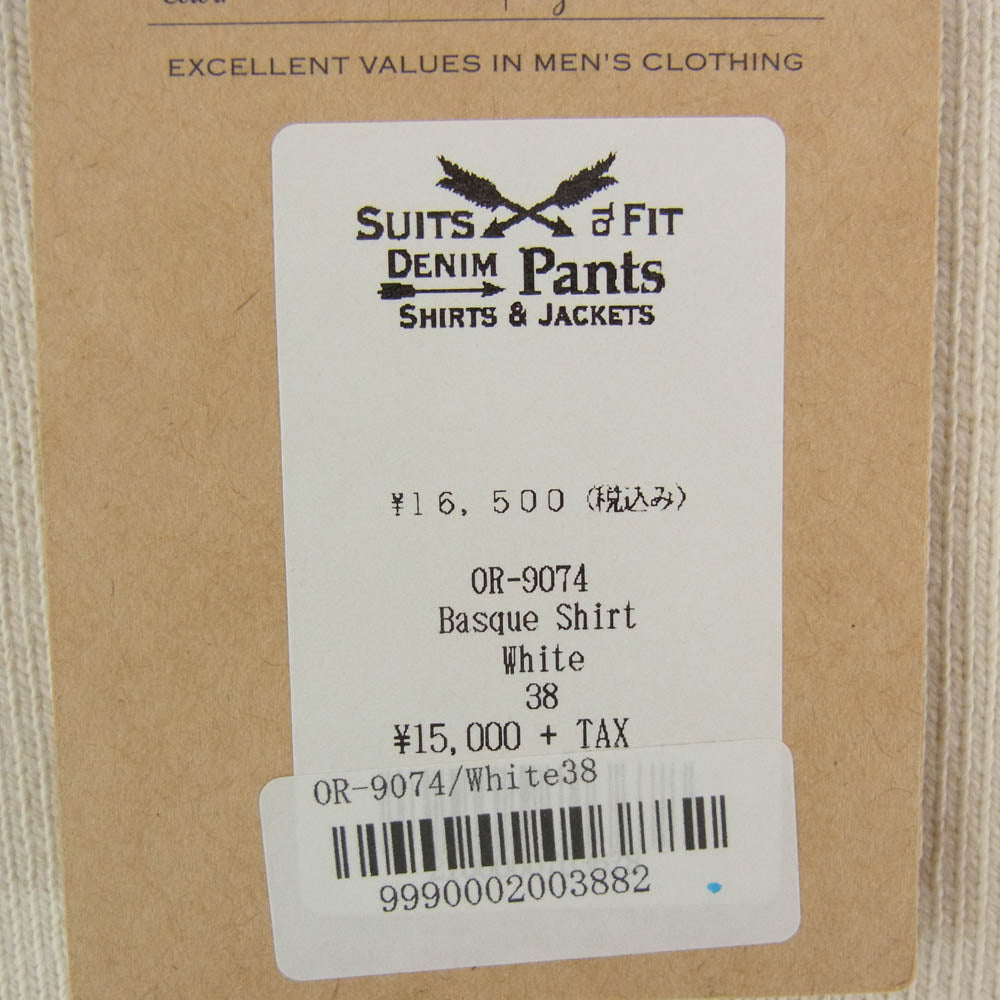 EXCELLENT VALUES IN MEN'S CLOTHING
SUITS to FIT
DENIM Pants
SHIRTS & JACKETS
¥16,500(税込み)
OR-9074
Basque Shirt
White
38
¥15,000 + TAX
OR-9074/White38
9990002003882